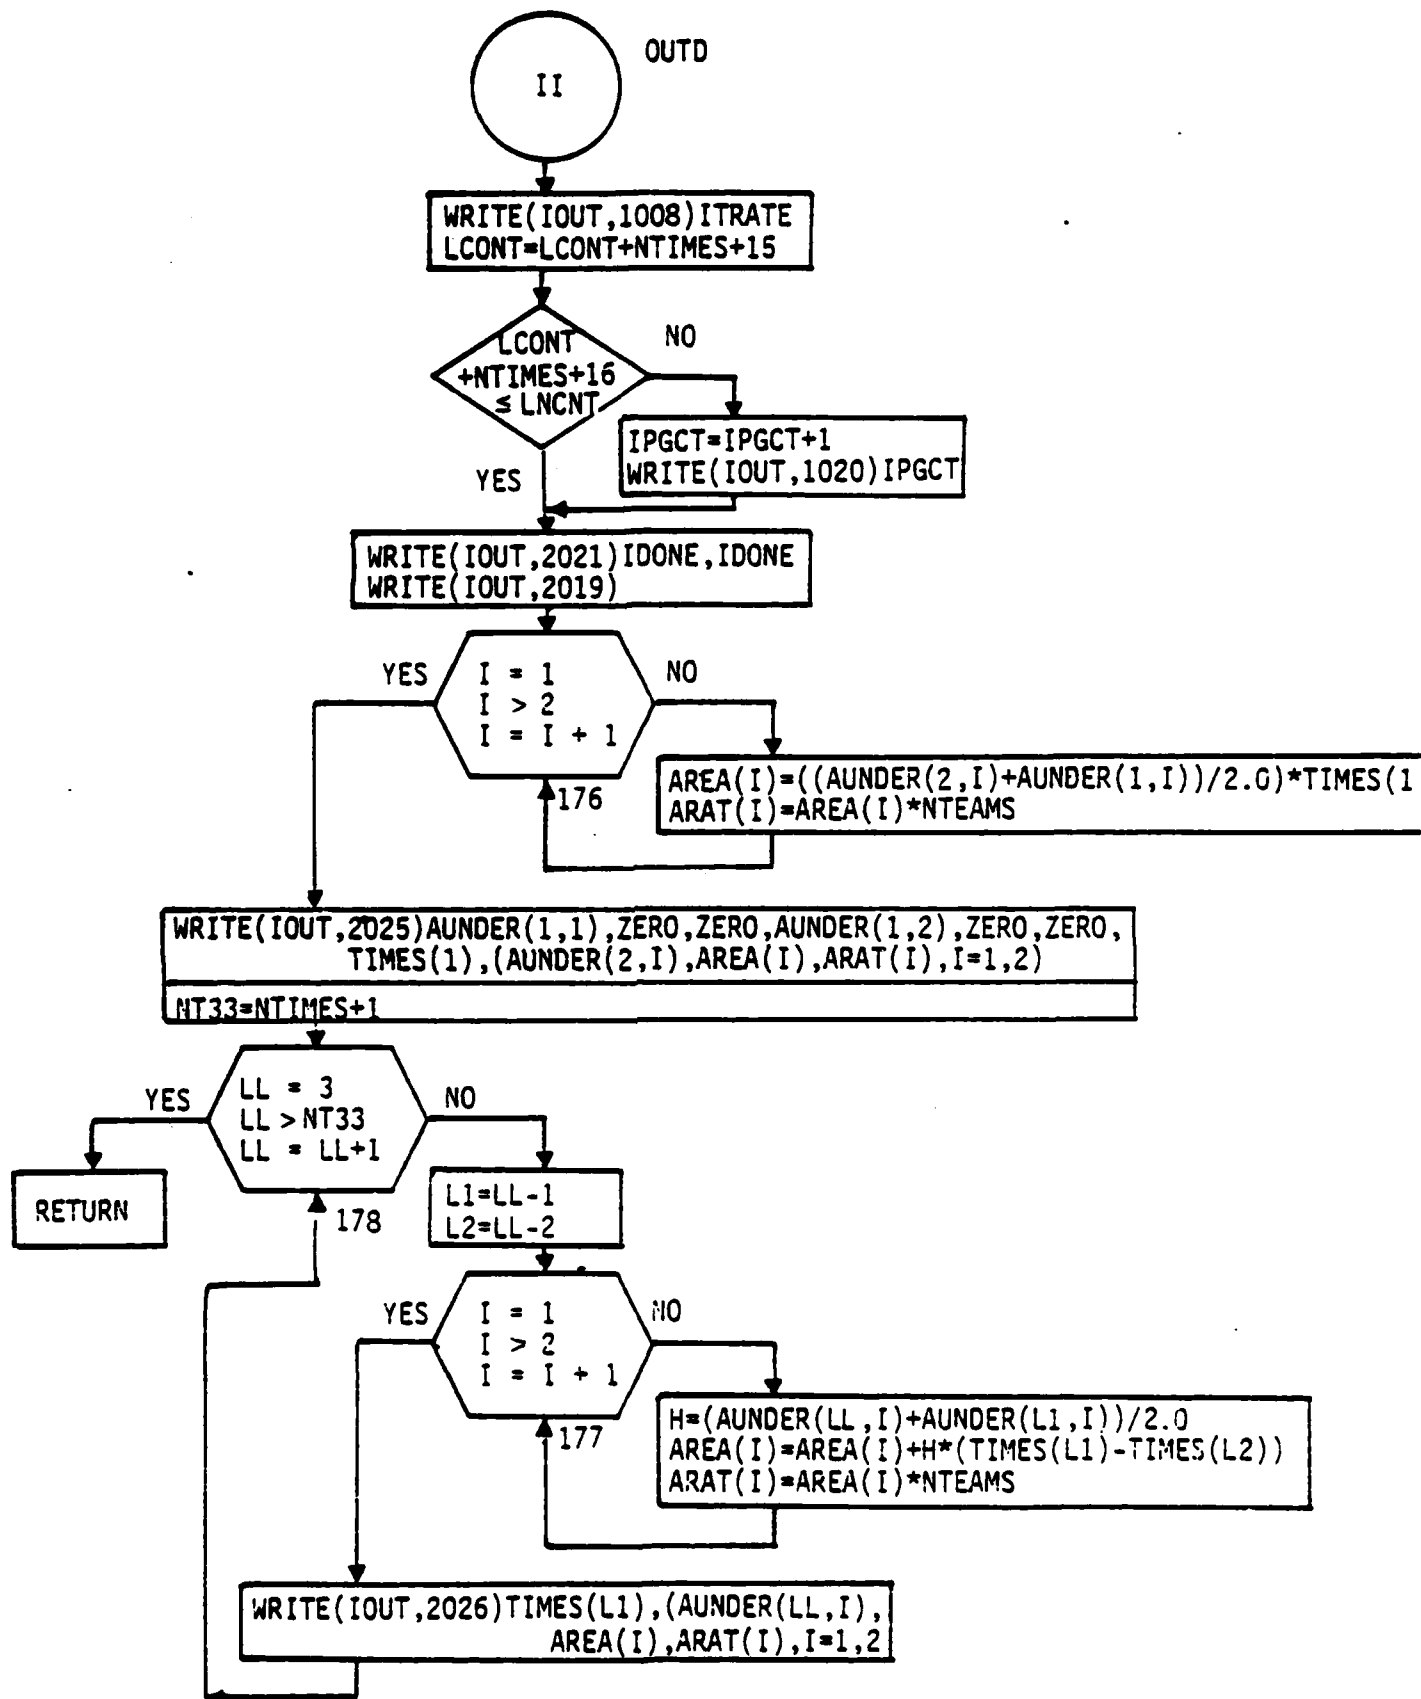 OUTD
II
WRITE(IOUT,1008)ITRATE
LCONT=LCONT+NTIMES+15
LCONT
+NTIMES+16
≤ LNCNT
NO
YES
IPGCT=IPGCT+1
WRITE(IOUT,1020)IPGCT
WRITE(IOUT,2021)IDONE,IDONE
WRITE(IOUT,2019)
YES
I = 1
I > 2
I = I + 1
NO
176
AREA(I)=((AUNDER(2,I)+AUNDER(1,I))/2.0)*TIMES(1
ARAT(I)=AREA(I)*NTEAMS
WRITE(IOUT,2025)AUNDER(1,1),ZERO,ZERO,AUNDER(1,2),ZERO,ZERO,
TIMES(1),(AUNDER(2,I),AREA(I),ARAT(I),I=1,2)
NT33=NTIMES+1
YES
LL = 3
LL > NT33
LL = LL+1
NO
RETURN
178
L1=LL-1
L2=LL-2
YES
I = 1
I > 2
I = I + 1
NO
177
H=(AUNDER(LL,I)+AUNDER(L1,I))/2.0
AREA(I)=AREA(I)+H*(TIMES(L1)-TIMES(L2))
ARAT(I)=AREA(I)*NTEAMS
WRITE(IOUT,2026)TIMES(L1),(AUNDER(LL,I),
AREA(I),ARAT(I),I=1,2